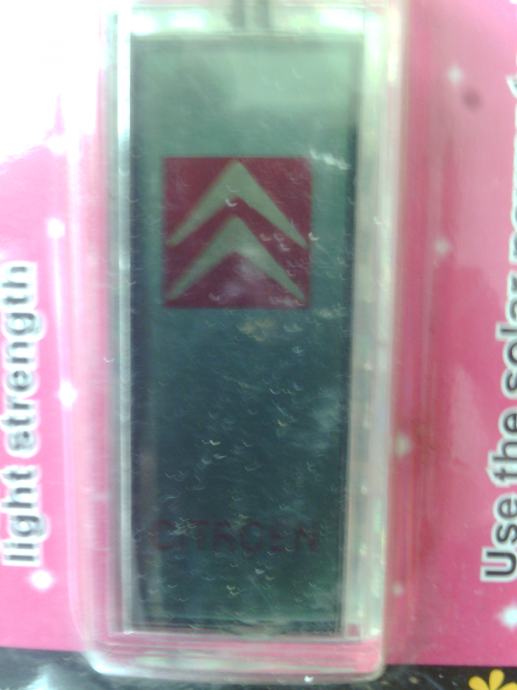 light strength
CITROEN
Use the solar